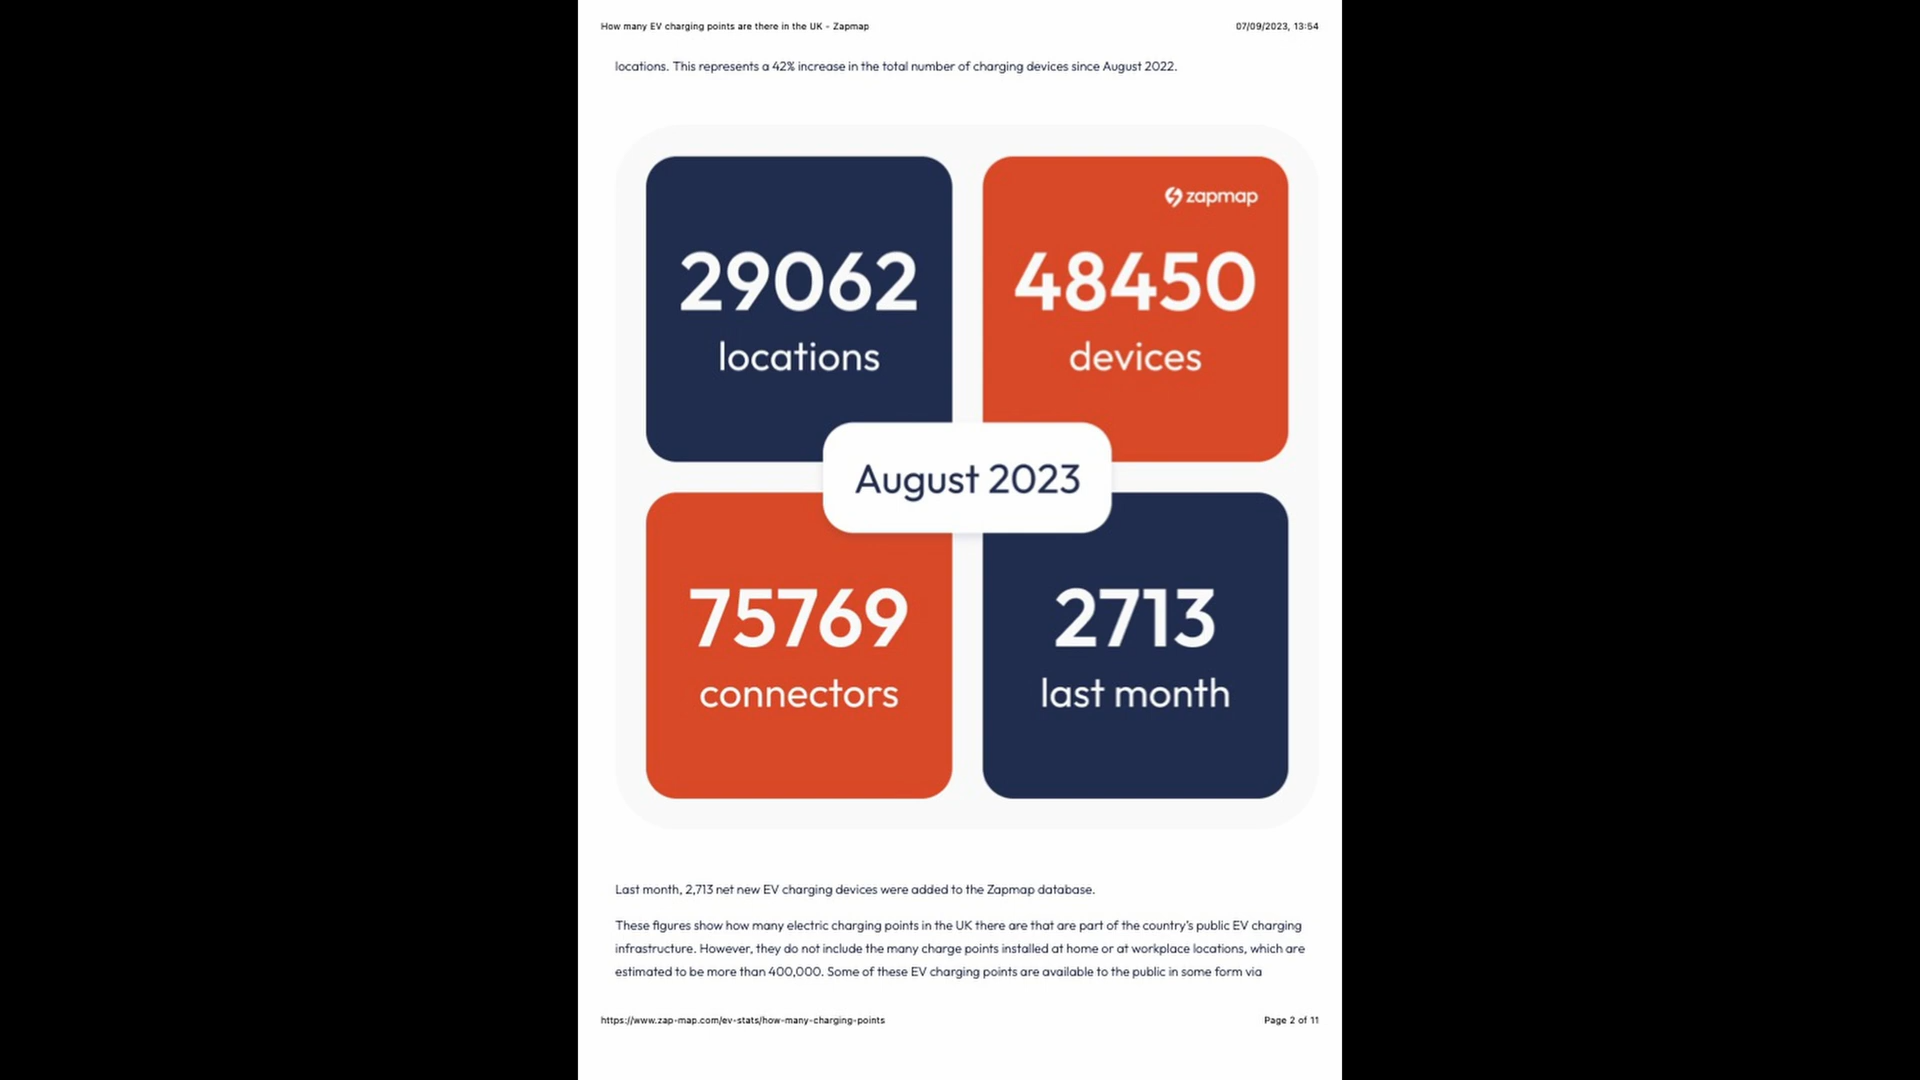 How many EV charging points are there in the UK - Zapmap
07/09/2023, 13:54
locations. This represents a 42% increase in the total number of charging devices since August 2022.
zapmap
29062
locations
48450
devices
August 2023
75769
connectors
2713
last month
Last month, 2,713 net new EV charging devices were added to the Zapmap database.
These figures show how many electric charging points in the UK there are that are part of the country's public EV charging
infrastructure. However, they do not include the many charge points installed at home or at workplace locations, which are
estimated to be more than 400,000. Some of these EV charging points are available to the public in some form via
https://www.zap-map.com/ev-stats/how-many-charging-points
Page 2 of 11